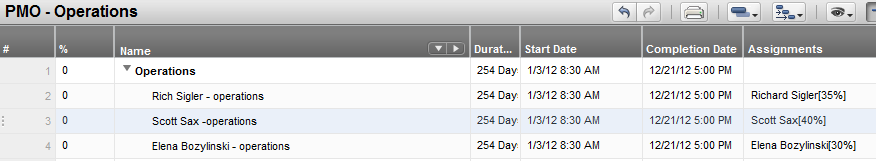 PMO - Operations
# % Name Durat... Start Date Completion Date Assignments
1 0 Operations 254 Days 1/3/12 8:30 AM 12/21/12 5:00 PM
2 0 Rich Sigler - operations 254 Days 1/3/12 8:30 AM 12/21/12 5:00 PM Richard Sigler[35%]
3 0 Scott Sax -operations 254 Days 1/3/12 8:30 AM 12/21/12 5:00 PM Scott Sax[40%]
4 0 Elena Bozylinski - operations 254 Days 1/3/12 8:30 AM 12/21/12 5:00 PM Elena Bozylinski[30%]